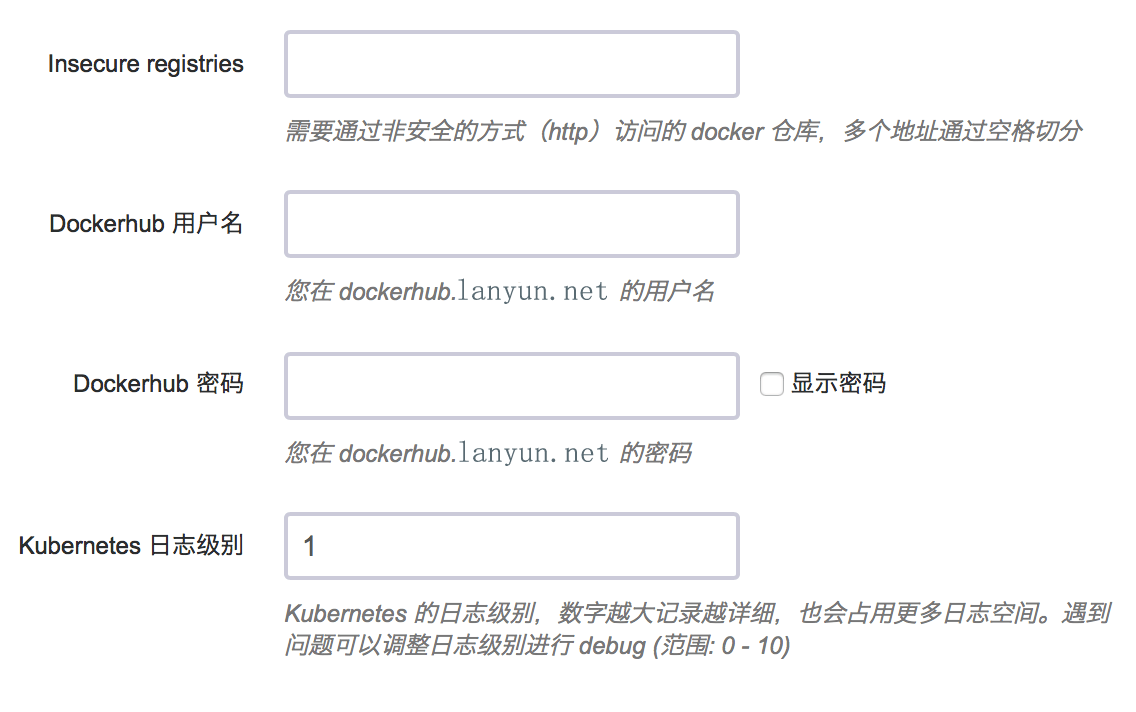 Insecure registries
需要通过非安全的方式（http）访问的 docker 仓库，多个地址通过空格切分
Dockerhub 用户名
您在 dockerhub.lanyun.net 的用户名
Dockerhub 密码
显示密码
您在 dockerhub.lanyun.net 的密码
Kubernetes 日志级别
1
Kubernetes 的日志级别，数字越大记录越详细，也会占用更多日志空间。遇到
问题可以调整日志级别进行 debug (范围: 0 - 10)